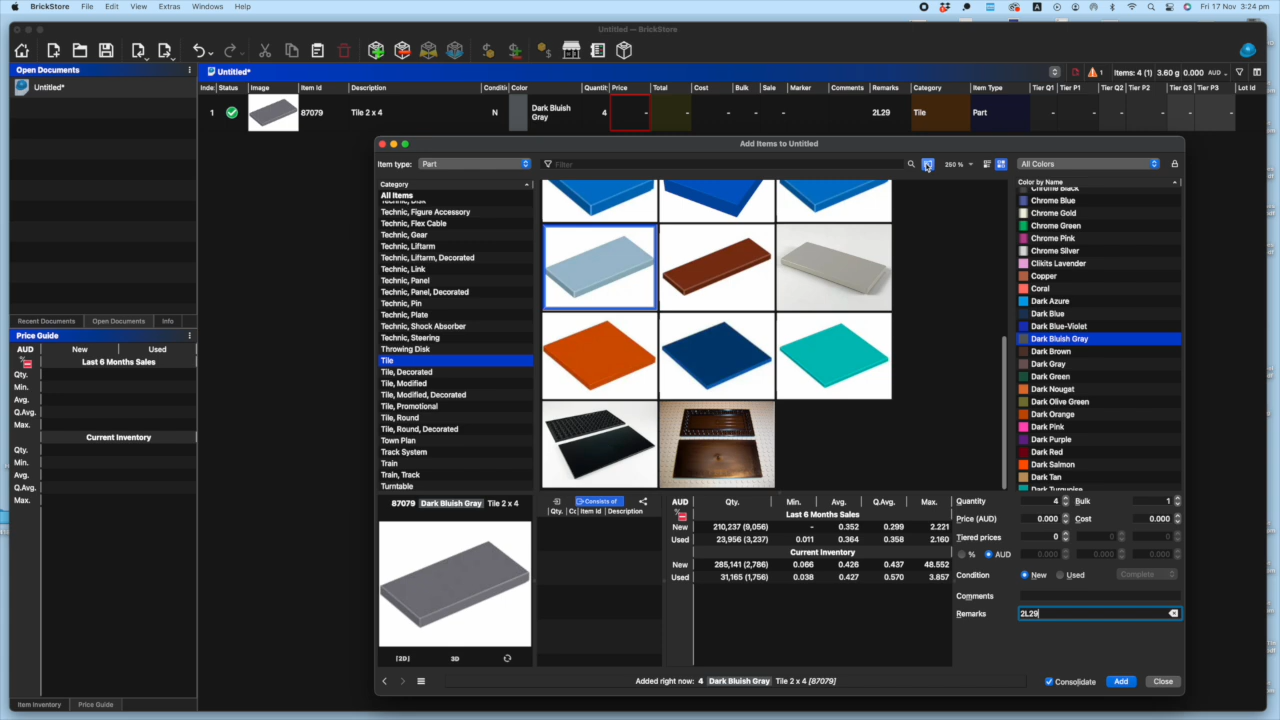 BrickStore File Edit View Extras Windows Help
Fri 17 Nov 3:24 pm
Untitled — BrickStore
Open Documents
Untitled*
Untitled*
1 Items: 4 (1) 3.60 g 0.000 AUD
Index Status Image Item Id Description Conditi Color Quantit Price Total Cost Bulk Sale Marker Comments Remarks Category Item Type Tier Q1 Tier P1 Tier Q2 Tier P2 Tier Q3 Tier P3 Lot Id
1 87079 Tile 2 x 4 N Dark Bluish Gray 4 - - - - - 2L29 Tile Part - - - - - -
Add Items to Untitled
Item type: Part
Filter
250 %
All Colors
Category
All Items
Technic, Figure Accessory
Technic, Flex Cable
Technic, Gear
Technic, Liftarm
Technic, Liftarm, Decorated
Technic, Link
Technic, Panel
Technic, Panel, Decorated
Technic, Pin
Technic, Plate
Technic, Shock Absorber
Technic, Steering
Throwing Disk
Tile
Tile, Decorated
Tile, Modified
Tile, Modified, Decorated
Tile, Promotional
Tile, Round
Tile, Round, Decorated
Town Plan
Track System
Train
Train, Track
Turntable
Color by Name
Chrome Black
Chrome Blue
Chrome Gold
Chrome Green
Chrome Pink
Chrome Silver
Clikits Lavender
Copper
Coral
Dark Azure
Dark Blue
Dark Blue-Violet
Dark Bluish Gray
Dark Brown
Dark Gray
Dark Green
Dark Nougat
Dark Olive Green
Dark Orange
Dark Pink
Dark Purple
Dark Red
Dark Salmon
Dark Tan
Dark Turquoise
Recent Documents Open Documents Info
Price Guide
AUD New Used
Last 6 Months Sales
Qty.
Min.
Avg.
Q.Avg.
Max.
Current Inventory
Qty.
Min.
Avg.
Q.Avg.
Max.
Item Inventory Price Guide
87079 Dark Bluish Gray Tile 2 x 4
[2D] 3D
Consists of
Qty. Item Id Description
AUD Qty. Min. Avg. Q.Avg. Max.
Last 6 Months Sales
New 210,237 (9,056) - 0.352 0.299 2.221
Used 23,956 (3,237) 0.011 0.364 0.358 2.160
Current Inventory
New 285,141 (2,786) 0.066 0.426 0.437 48.552
Used 31,165 (1,756) 0.038 0.427 0.570 3.857
Quantity 4 Bulk 1
Price (AUD) 0.000 Cost 0.000
Tiered prices 0 0 0
% AUD 0.000 0.000 0.000
Condition New Used Complete
Comments
Remarks 2L29
Added right now: 4 Dark Bluish Gray Tile 2 x 4 [87079]
Consolidate Add Close